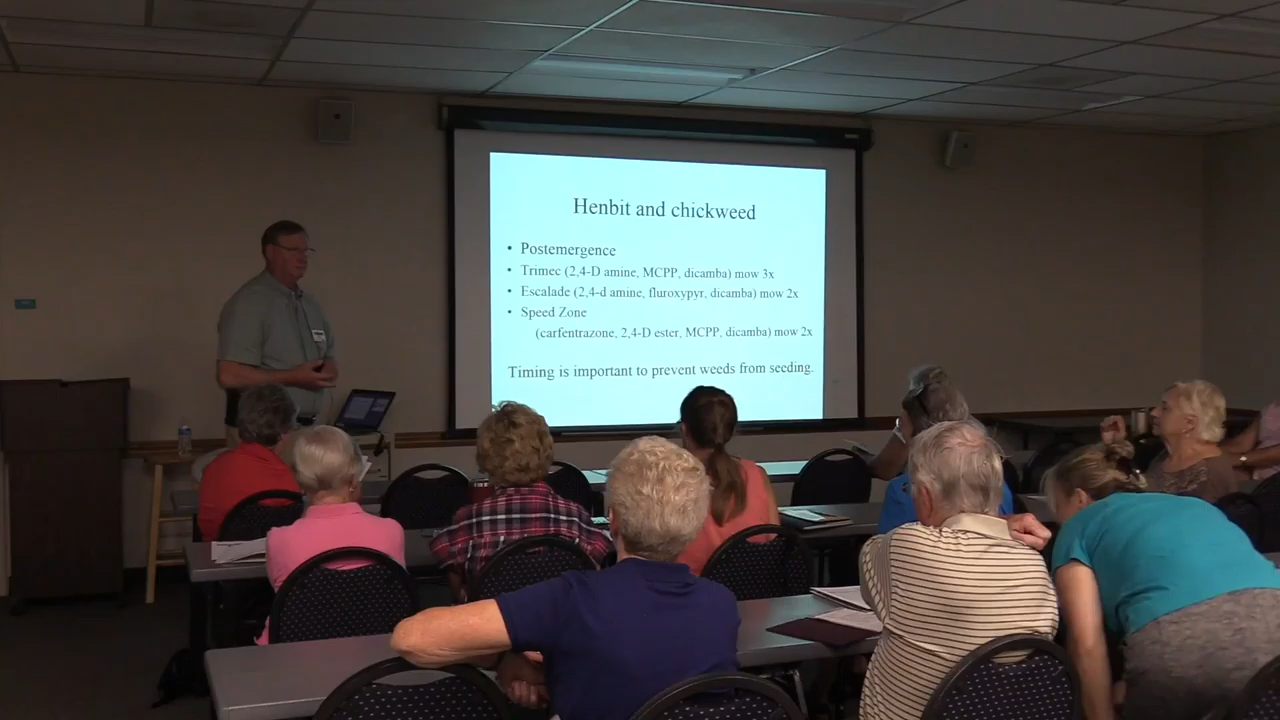 Henbit and chickweed
• Postemergence
• Trimec (2,4-D amine, MCPP, dicamba) mow 3x
• Escalade (2,4-d amine, fluroxypyr, dicamba) mow 2x
• Speed Zone
(carfentrazone, 2,4-D ester, MCPP, dicamba) mow 2x
Timing is important to prevent weeds from seeding.